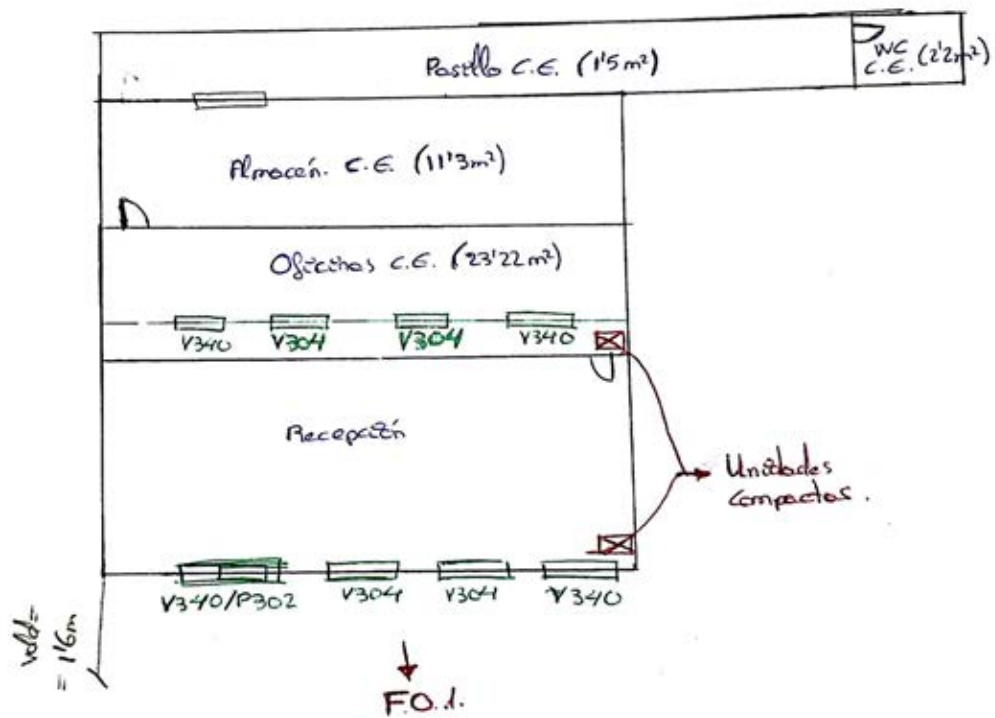 Pasillo C.E. (1'5m²)
WC
C.E. (2'2m²)
Almacén. C.E. (11'3m²)
Oficinas C.E. (23'22m²)
V340
V304
V304
V340
Recepción
Unidades
compactas.
V340/P302
V304
V304
V340
= 1'6m
F.O.1.